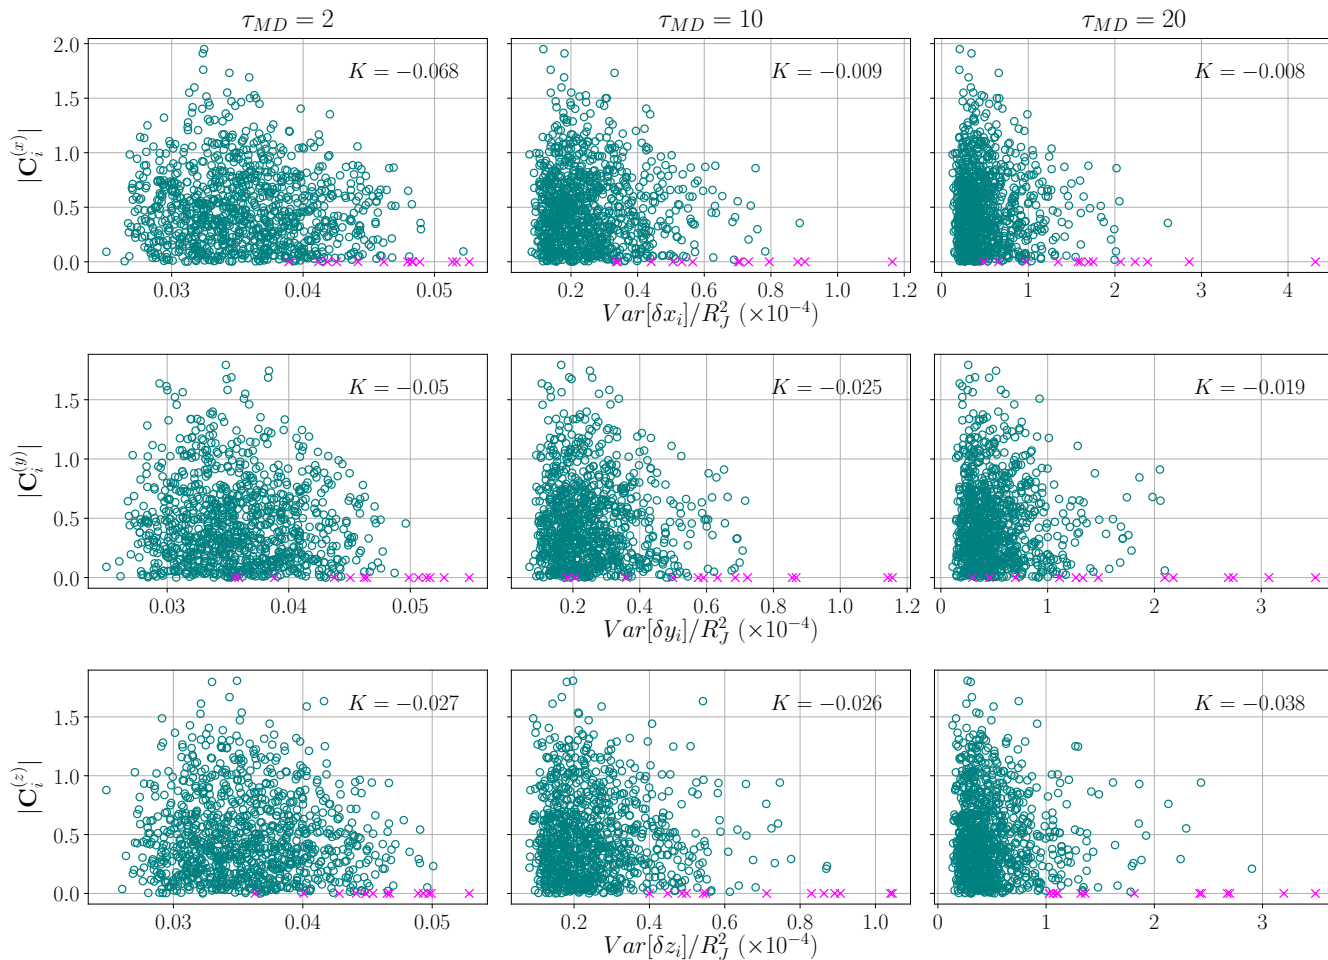 τ_MD = 2
τ_MD = 10
τ_MD = 20
|C_i^(x)|
2.0
1.5
1.0
0.5
0.0
K = −0.068
K = −0.009
K = −0.008
0.03 0.04 0.05
0.2 0.4 0.6 0.8 1.0 1.2
0 1 2 3 4
Var[δx_i]/R_J^2 (×10^−4)
|C_i^(y)|
1.5
1.0
0.5
0.0
K = −0.05
K = −0.025
K = −0.019
0.03 0.04 0.05
0.2 0.4 0.6 0.8 1.0 1.2
0 1 2 3
Var[δy_i]/R_J^2 (×10^−4)
|C_i^(z)|
1.5
1.0
0.5
0.0
K = −0.027
K = −0.026
K = −0.038
0.03 0.04 0.05
0.2 0.4 0.6 0.8 1.0
0 1 2 3
Var[δz_i]/R_J^2 (×10^−4)